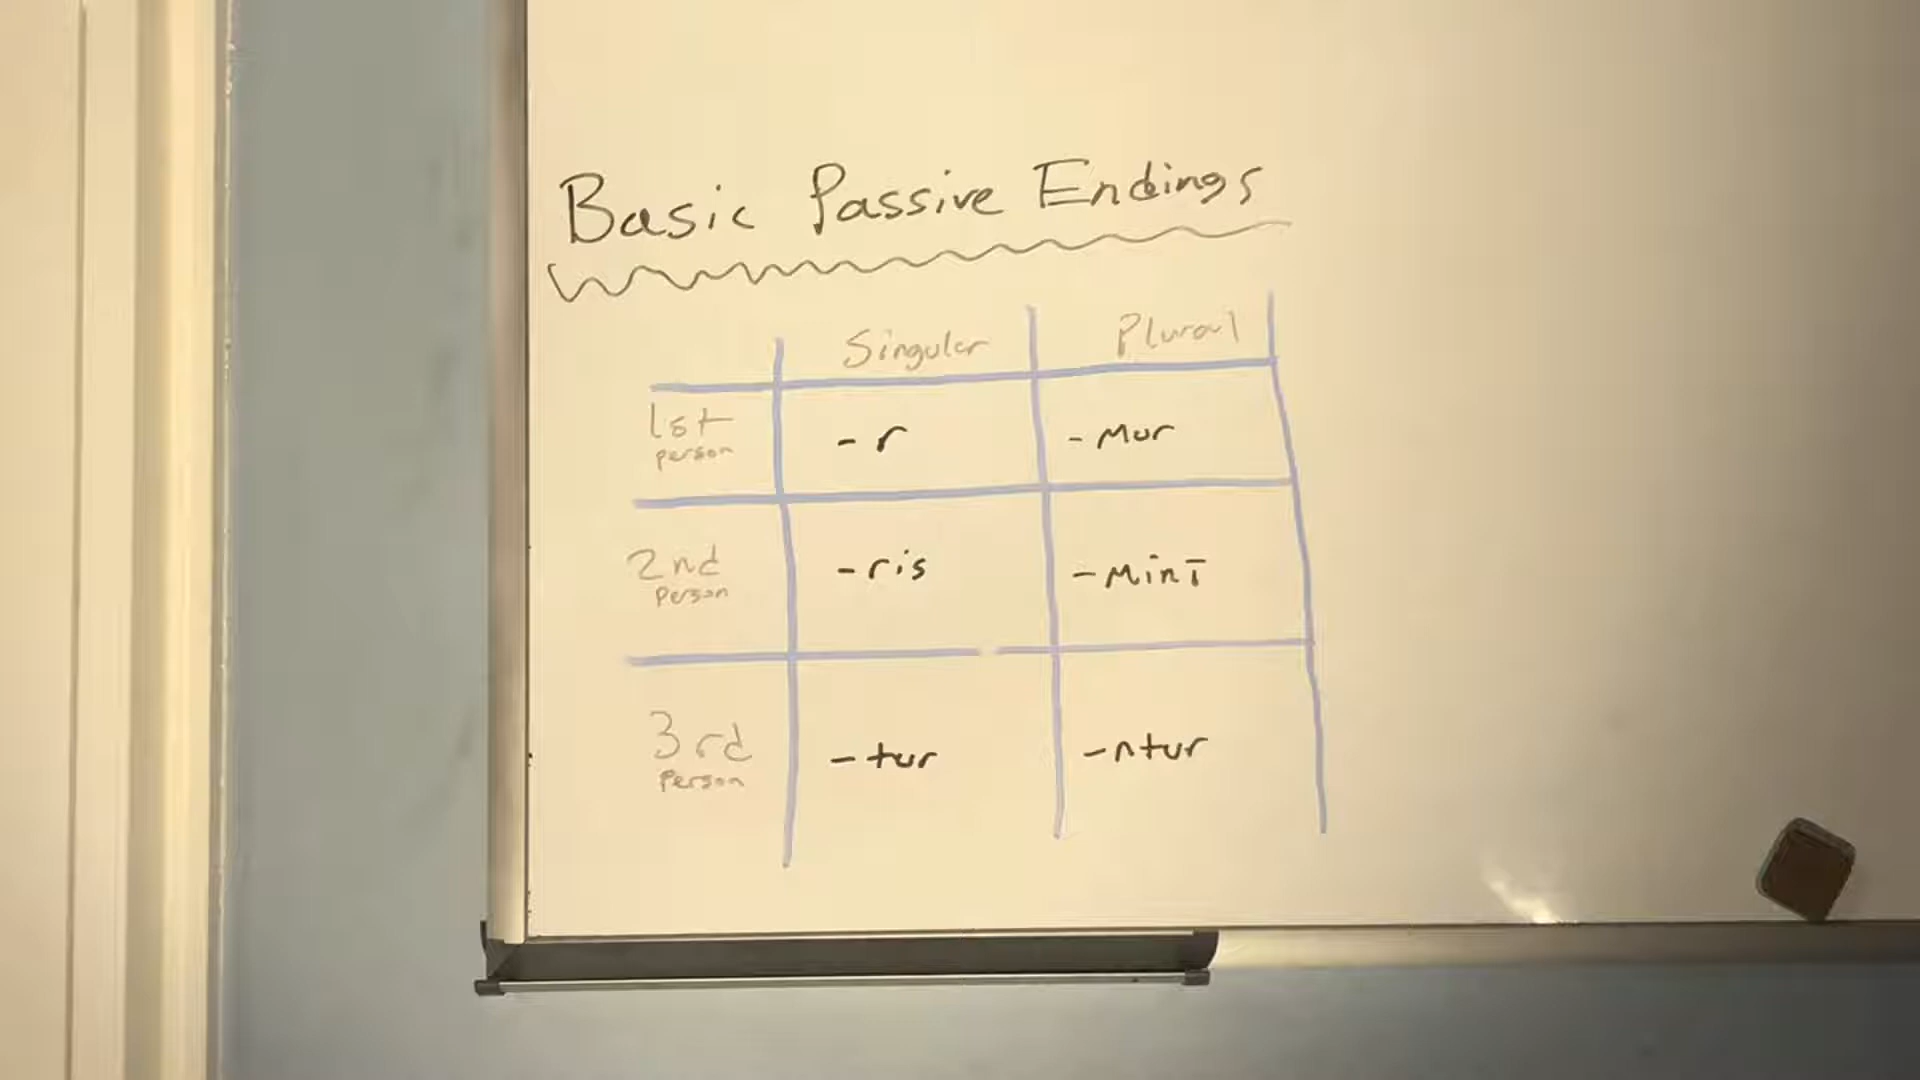 Basic Passive Endings
Singular Plural
1st person -r -mur
2nd person -ris -minī
3rd person -tur -ntur